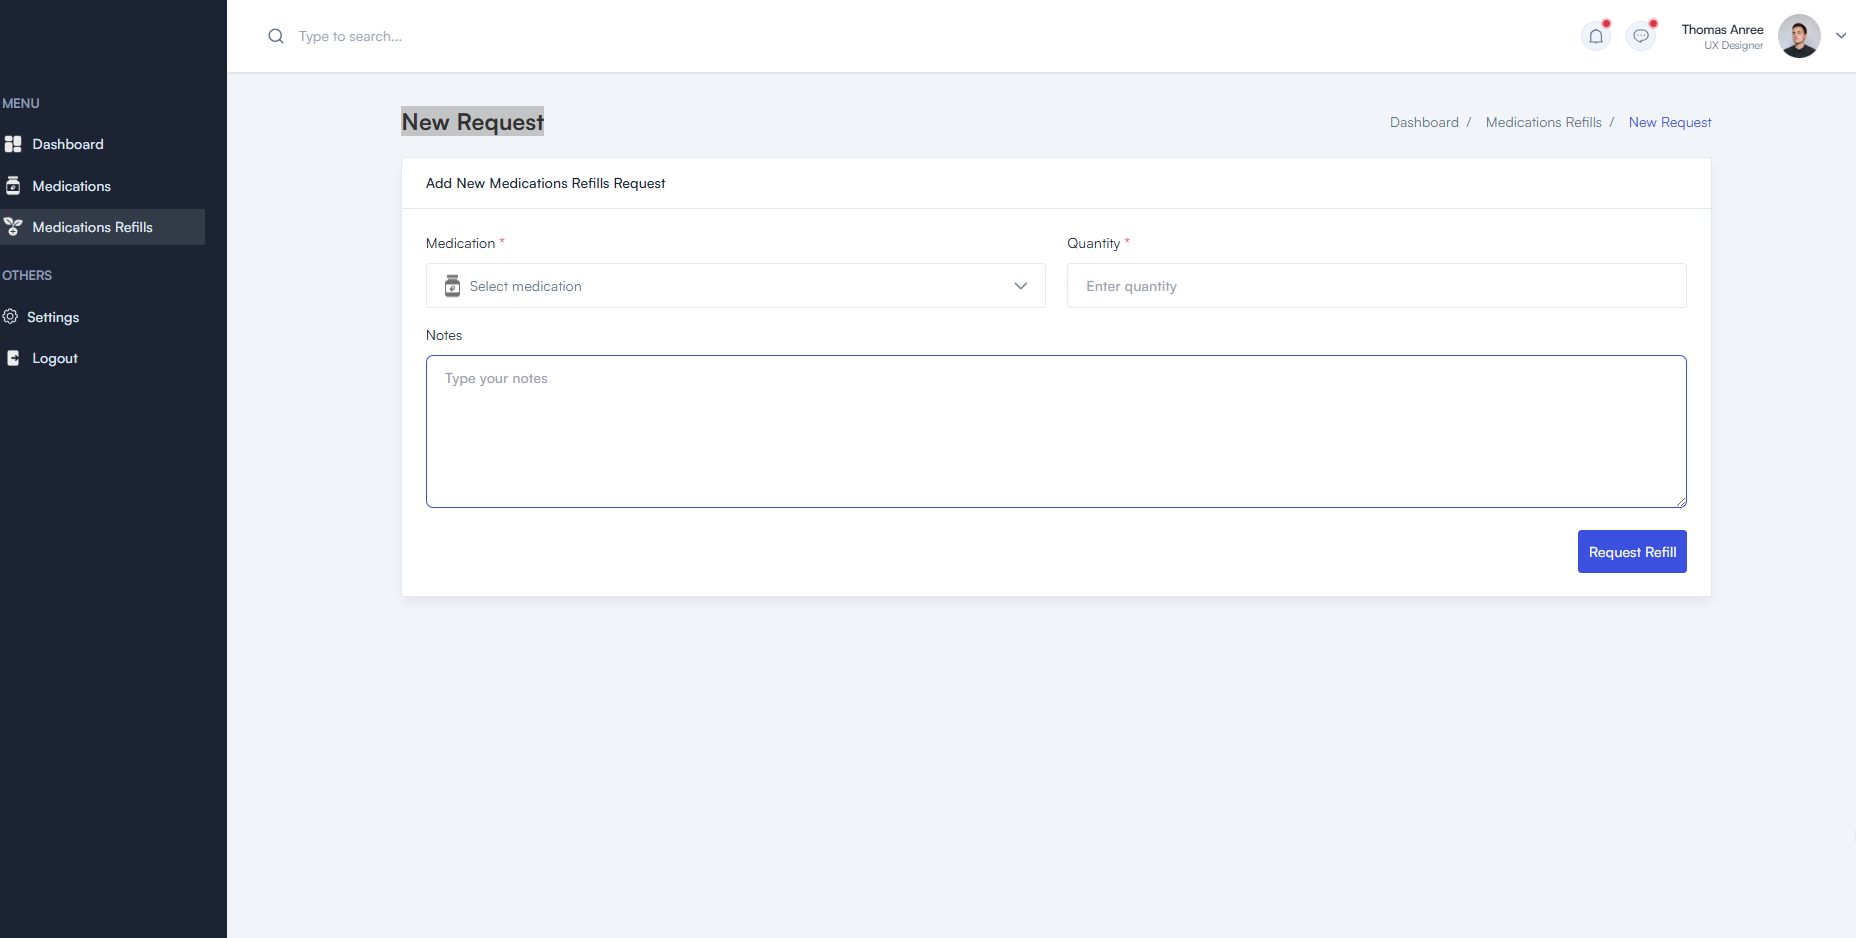 Type to search...
Thomas Anree
UX Designer
MENU
Dashboard
Medications
Medications Refills
OTHERS
Settings
Logout
New Request
Dashboard / Medications Refills / New Request
Add New Medications Refills Request
Medication *
Quantity *
Select medication
Enter quantity
Notes
Type your notes
Request Refill